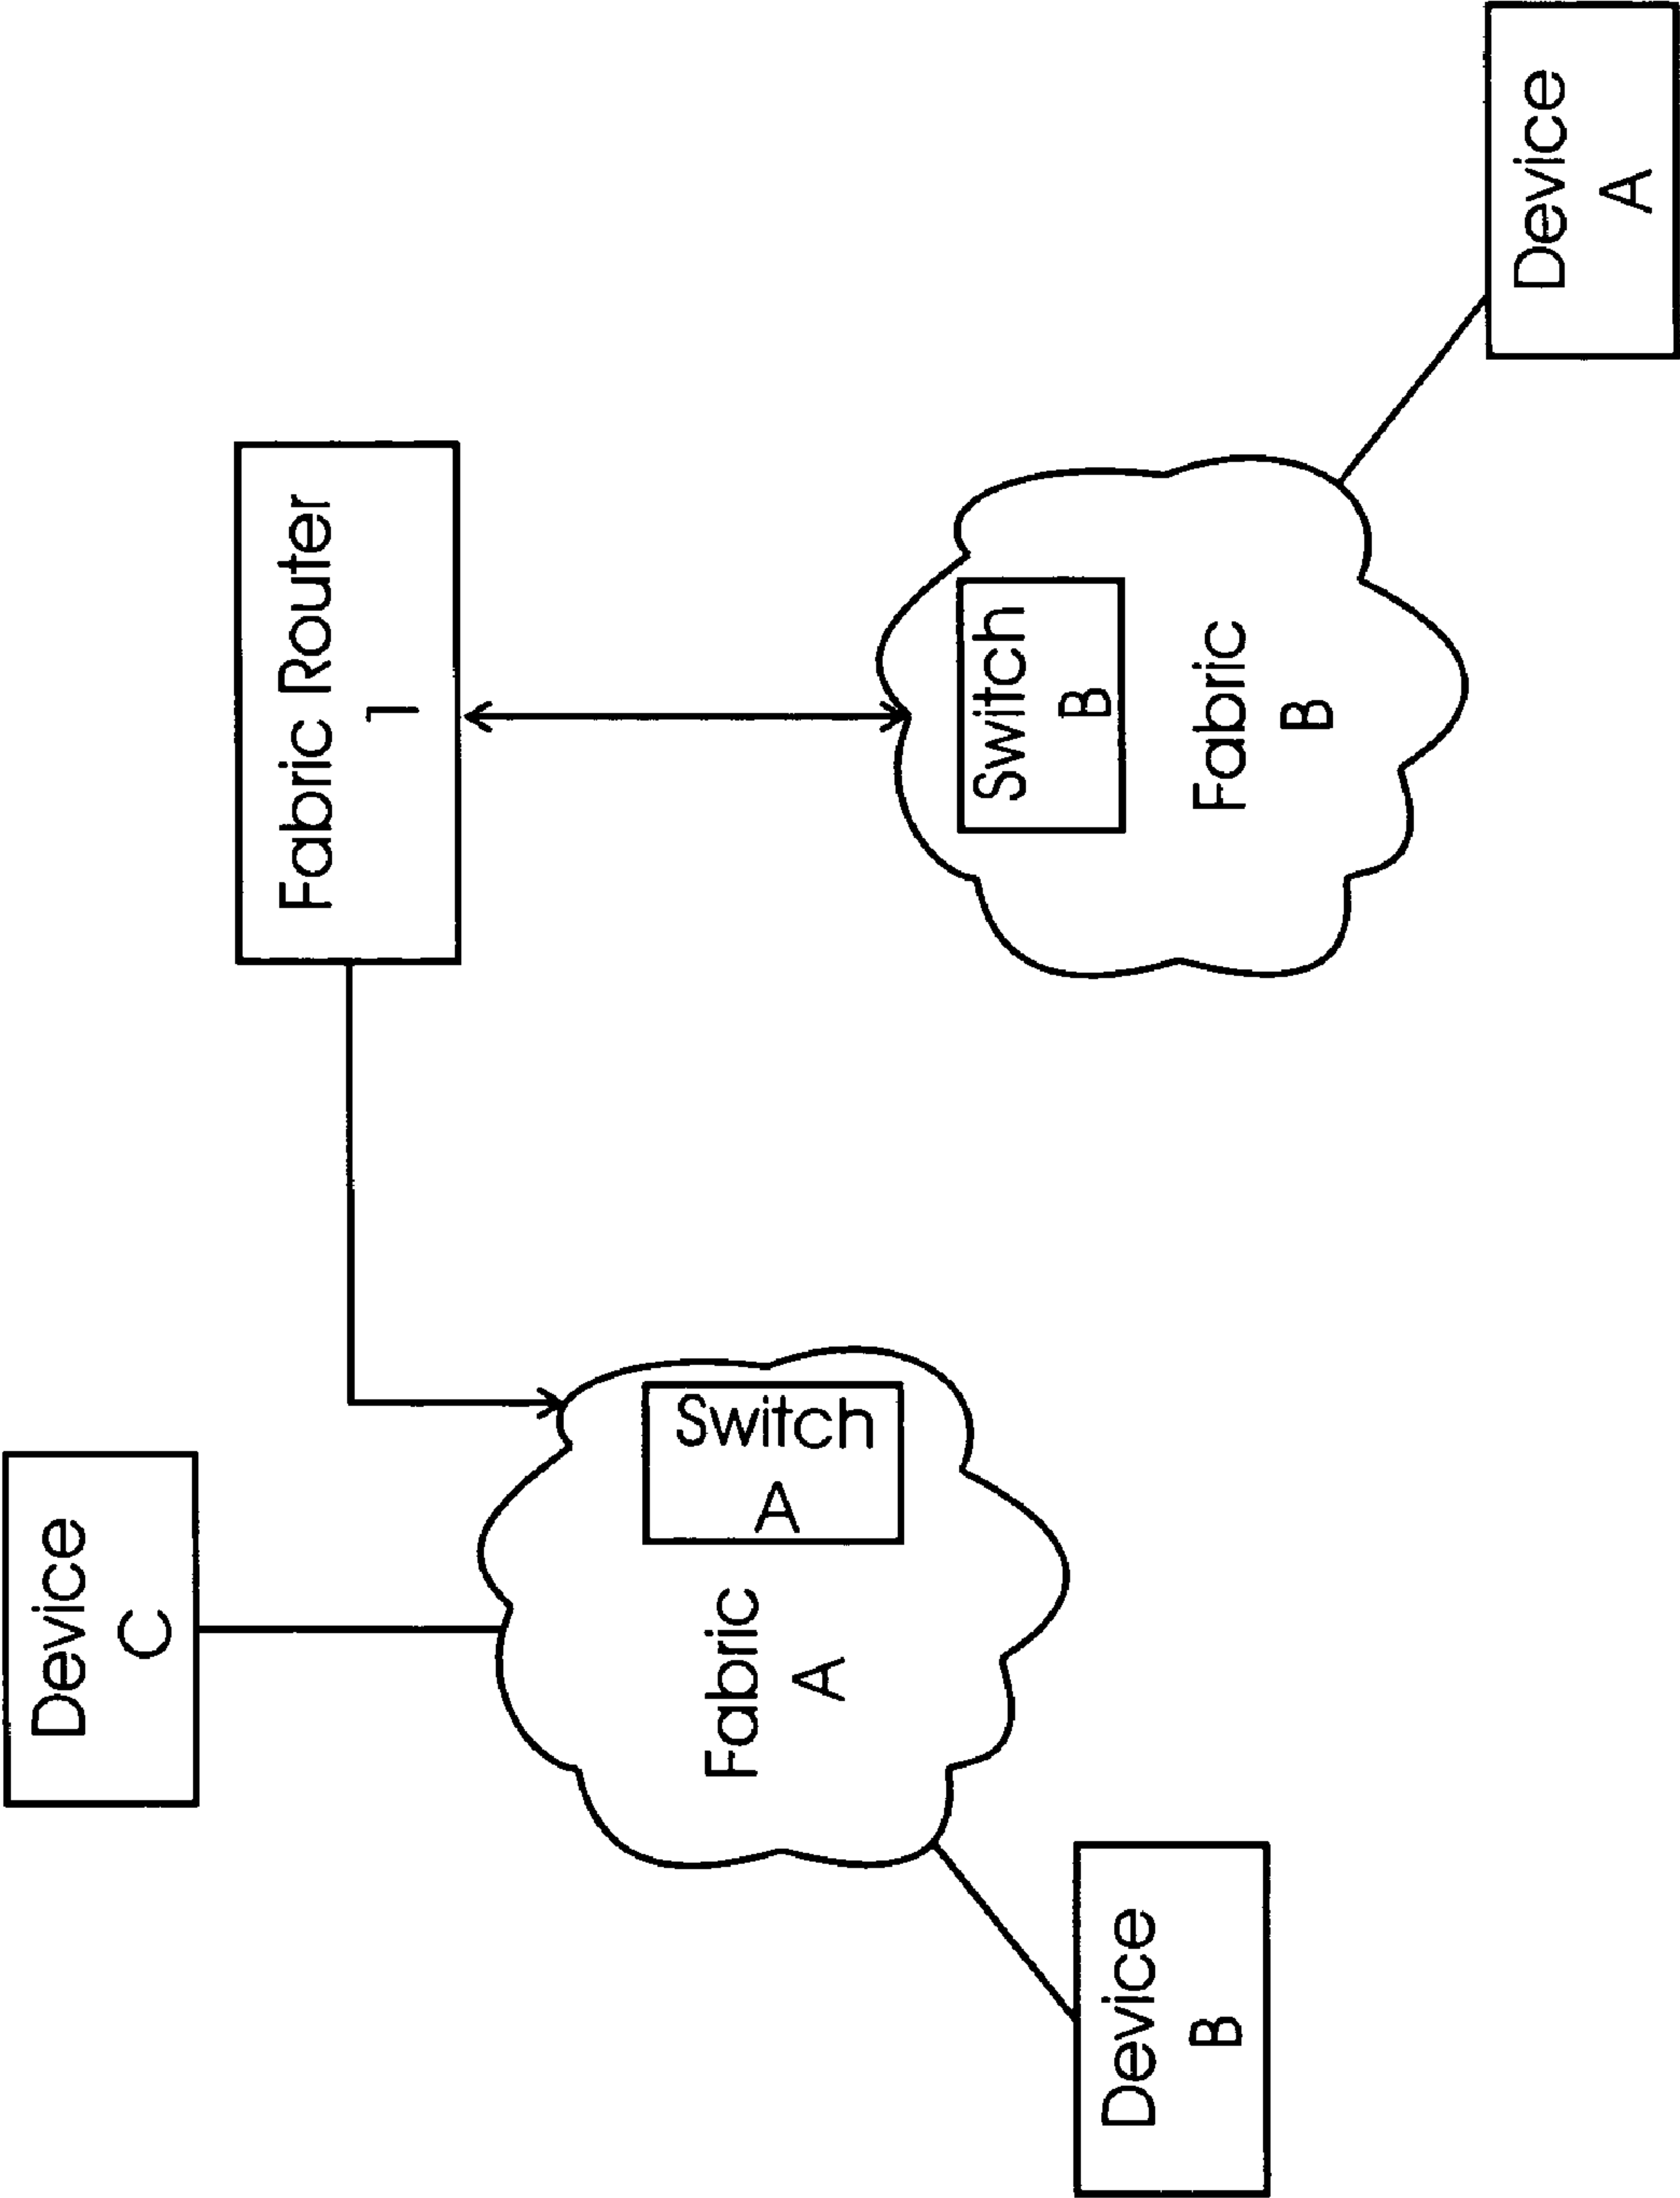 Device
C
Fabric Router
1
Switch
A
Fabric
A
Switch
B
Fabric
B
Device
B
Device
A